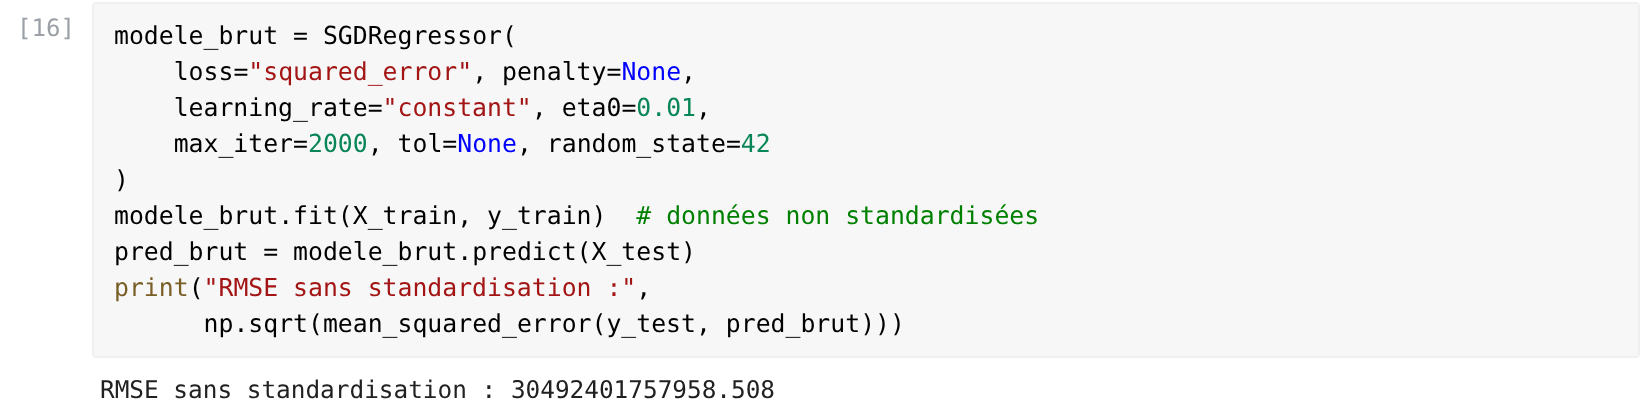 [16]
modele_brut = SGDRegressor(
    loss="squared_error", penalty=None,
    learning_rate="constant", eta0=0.01,
    max_iter=2000, tol=None, random_state=42
)
modele_brut.fit(X_train, y_train)  # données non standardisées
pred_brut = modele_brut.predict(X_test)
print("RMSE sans standardisation :",
      np.sqrt(mean_squared_error(y_test, pred_brut)))
RMSE sans standardisation : 30492401757958.508